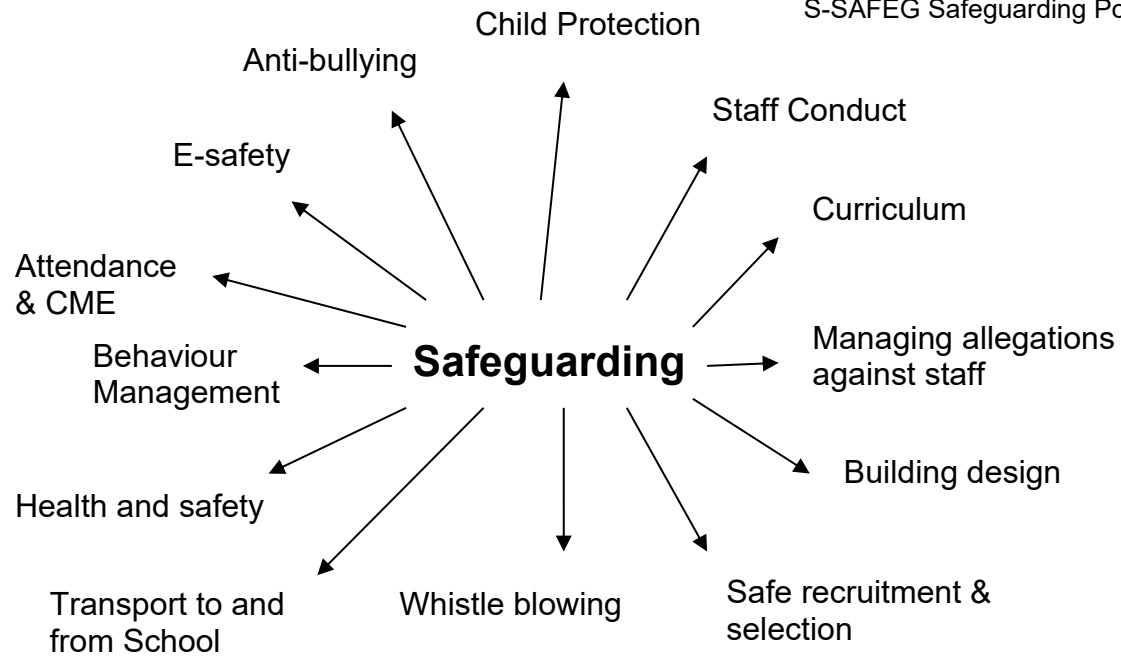 S-SAFEG Safeguarding
Child Protection
Anti-bullying
Staff Conduct
E-safety
Curriculum
Attendance
& CME
Managing allegations
against staff
Behaviour
Management
Safeguarding
Building design
Health and safety
Transport to and
from School
Whistle blowing
Safe recruitment &
selection